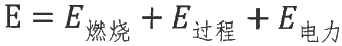 E = E燃烧 + E过程 + E电力